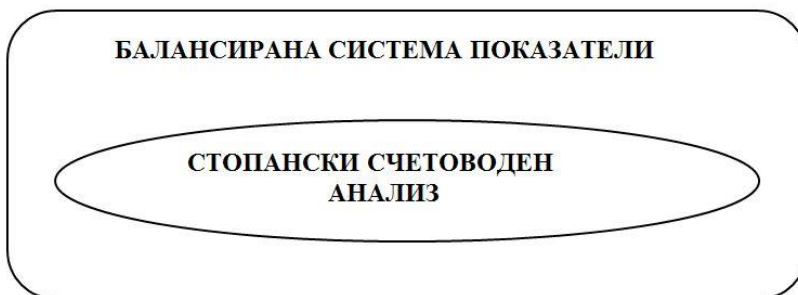 БАЛАНСИРАНА СИСТЕМА ПОКАЗАТЕЛИ
СТОПАНСКИ СЧЕТОВОДЕН
АНАЛИЗ